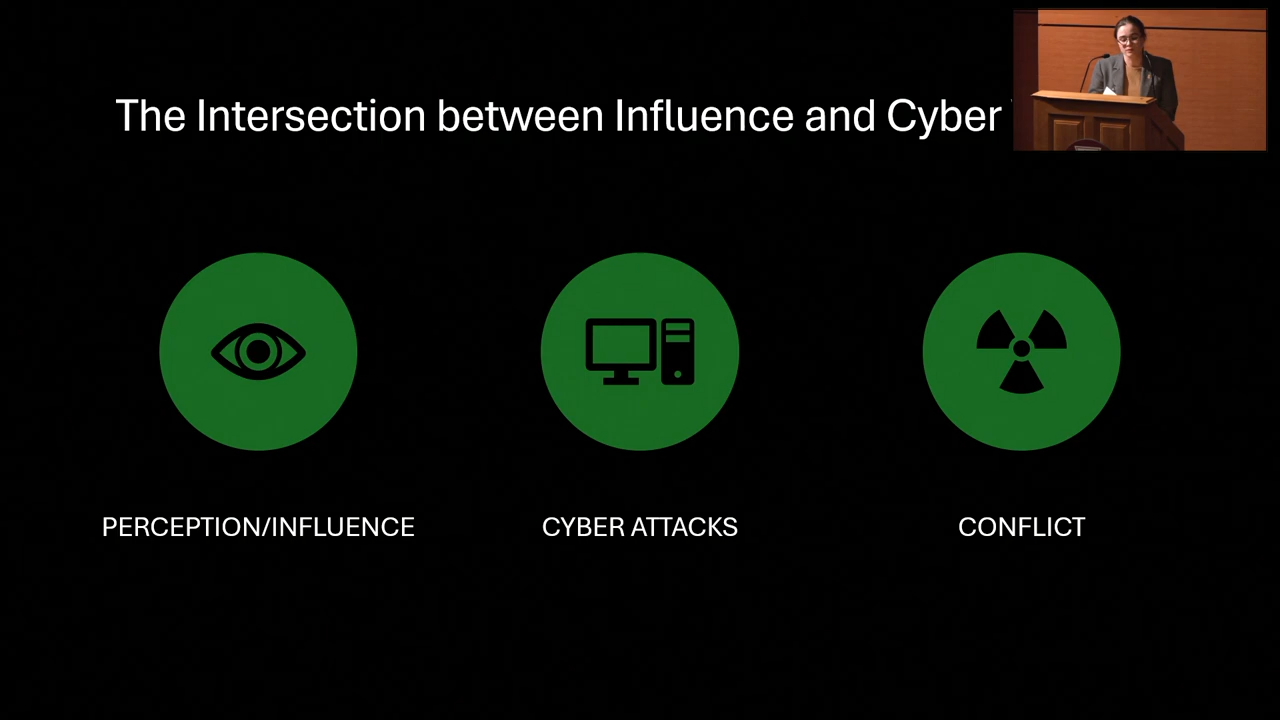 The Intersection between Influence and Cyber
PERCEPTION/INFLUENCE
CYBER ATTACKS
CONFLICT